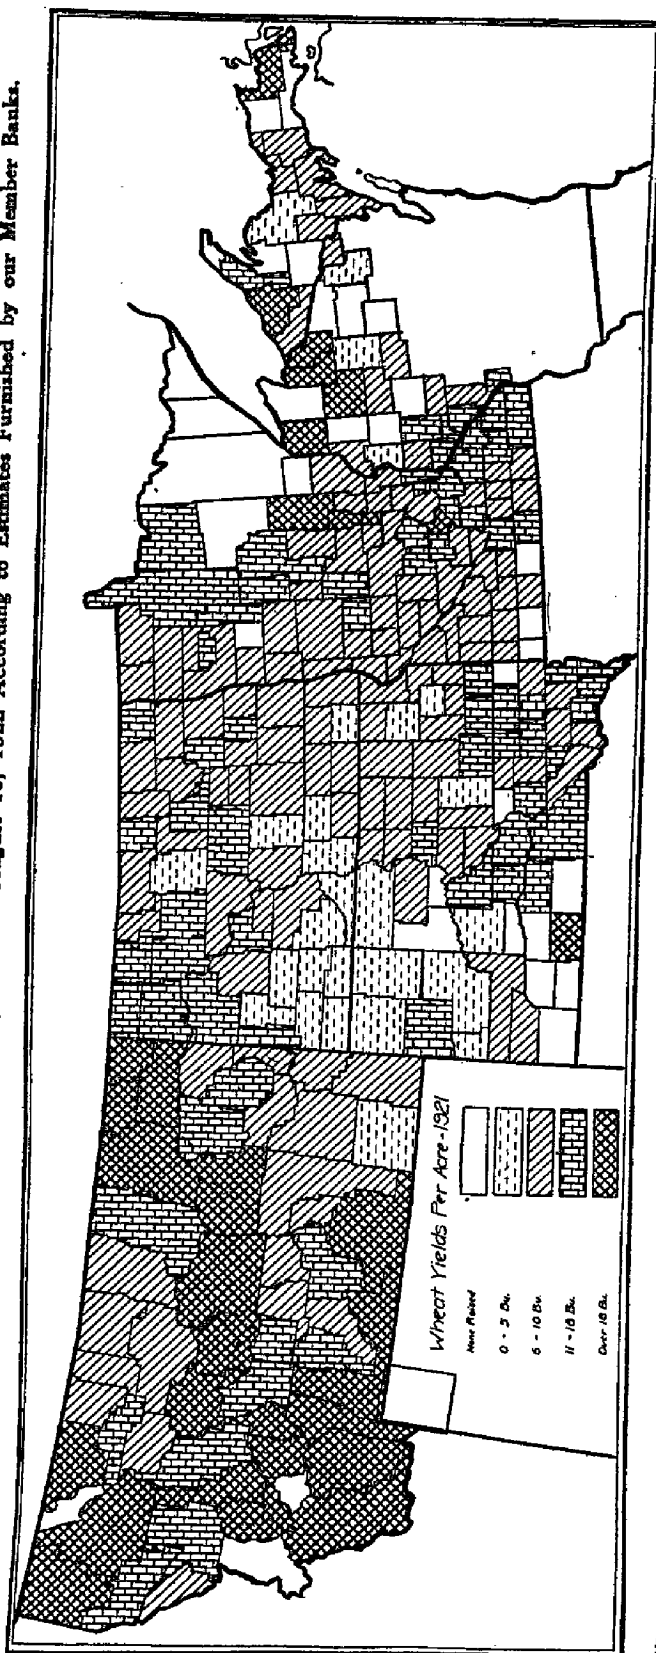 According to Estimates Furnished by our Member Banks.
Wheat Yields Per Acre-1921
None Raised
0 - 5 Bu.
6 - 10 Bu.
11 - 18 Bu.
Over 18 Bu.